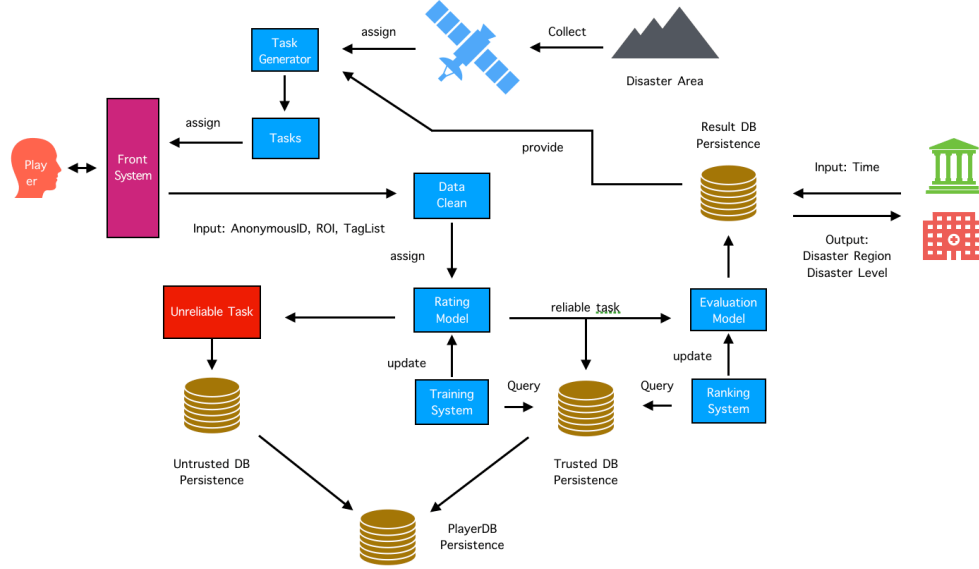 Task
Generator
assign
Collect
Disaster Area
Tasks
assign
Play
er
Front
System
provide
Result DB
Persistence
Input: Time
Data
Clean
Input: AnonymousID, ROI, TagList
assign
Output:
Disaster Region
Disaster Level
Unreliable Task
Rating
Model
reliable task
Evaluation
Model
update
update
Training
System
Query
Query
Ranking
System
Untrusted DB
Persistence
Trusted DB
Persistence
PlayerDB
Persistence